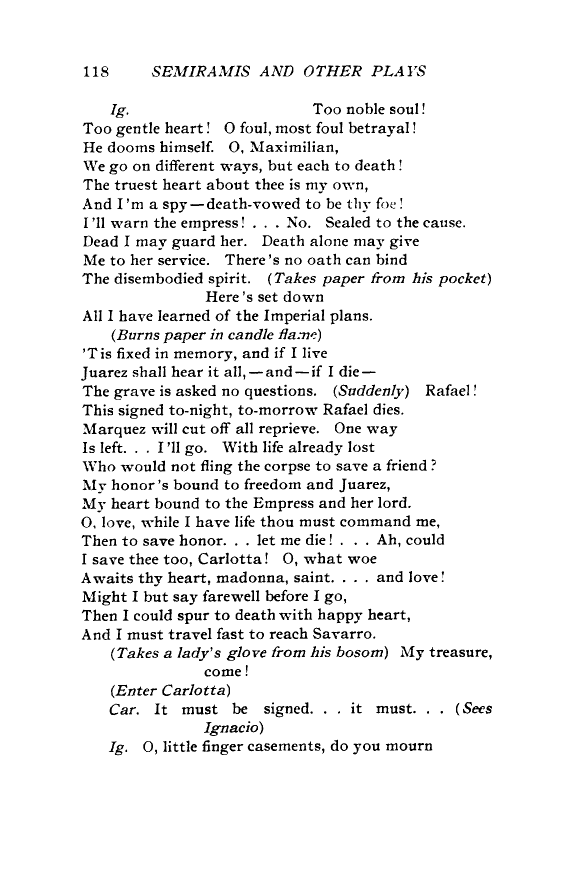 118 SEMIRAMIS AND OTHER PLAYS
Ig. Too noble soul!
Too gentle heart! O foul, most foul betrayal!
He dooms himself. O, Maximilian,
We go on different ways, but each to death!
The truest heart about thee is my own,
And I'm a spy—death-vowed to be thy foe!
I'll warn the empress! . . . No. Sealed to the cause.
Dead I may guard her. Death alone may give
Me to her service. There's no oath can bind
The disembodied spirit. (Takes paper from his pocket)
Here's set down
All I have learned of the Imperial plans.
(Burns paper in candle flame)
'Tis fixed in memory, and if I live
Juarez shall hear it all,—and—if I die—
The grave is asked no questions. (Suddenly) Rafael!
This signed to-night, to-morrow Rafael dies.
Marquez will cut off all reprieve. One way
Is left. . . I'll go. With life already lost
Who would not fling the corpse to save a friend?
My honor's bound to freedom and Juarez,
My heart bound to the Empress and her lord.
O, love, while I have life thou must command me,
Then to save honor. . . let me die! . . . Ah, could
I save thee too, Carlotta! O, what woe
Awaits thy heart, madonna, saint. . . . and love!
Might I but say farewell before I go,
Then I could spur to death with happy heart,
And I must travel fast to reach Savarro.
(Takes a lady's glove from his bosom) My treasure,
come!
(Enter Carlotta)
Car. It must be signed. . . it must. . . (Sees
Ignacio)
Ig. O, little finger casements, do you mourn